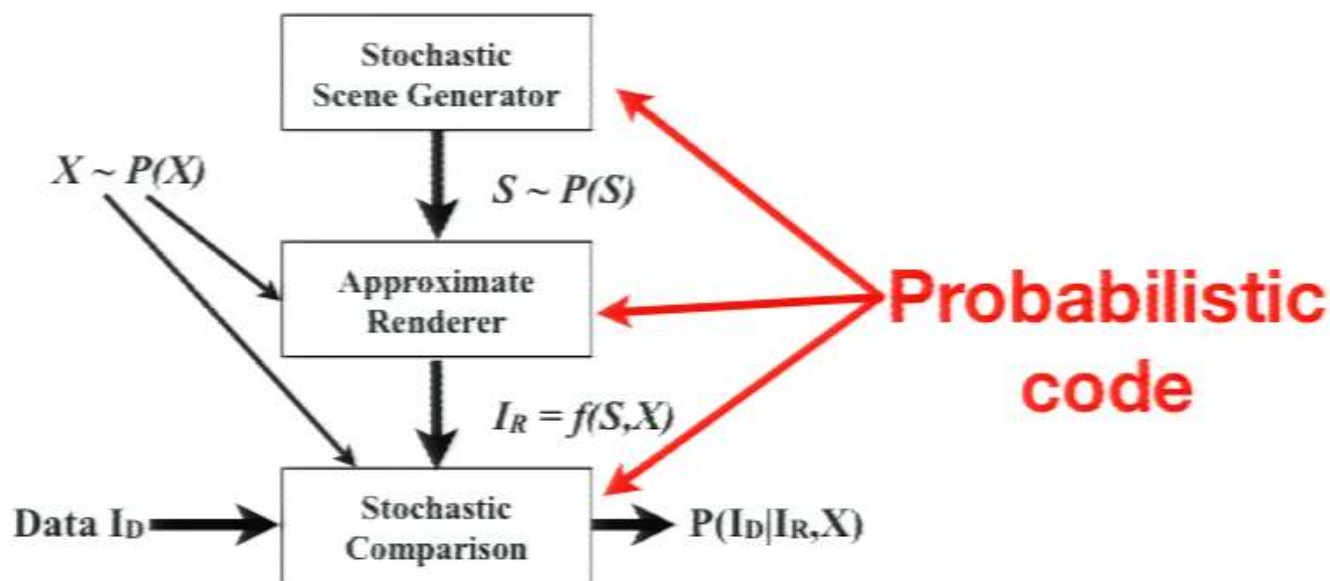 Stochastic
Scene Generator
X ~ P(X)
S ~ P(S)
Approximate
Renderer
Probabilistic
code
I_R = f(S,X)
Data I_D
Stochastic
Comparison
P(I_D|I_R,X)